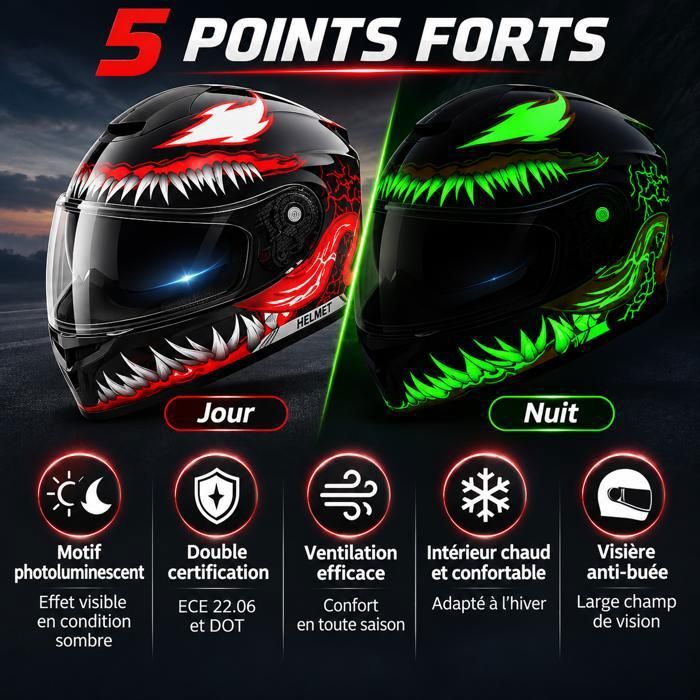 5 POINTS FORTS
HELMET
Jour
Nuit
Motif
photoluminescent
Effet visible
en condition
sombre
Double
certification
ECE 22.06
et DOT
Ventilation
efficace
Confort
en toute saison
Intérieur chaud
et confortable
Adapté à l'hiver
Visière
anti-buée
Large champ
de vision